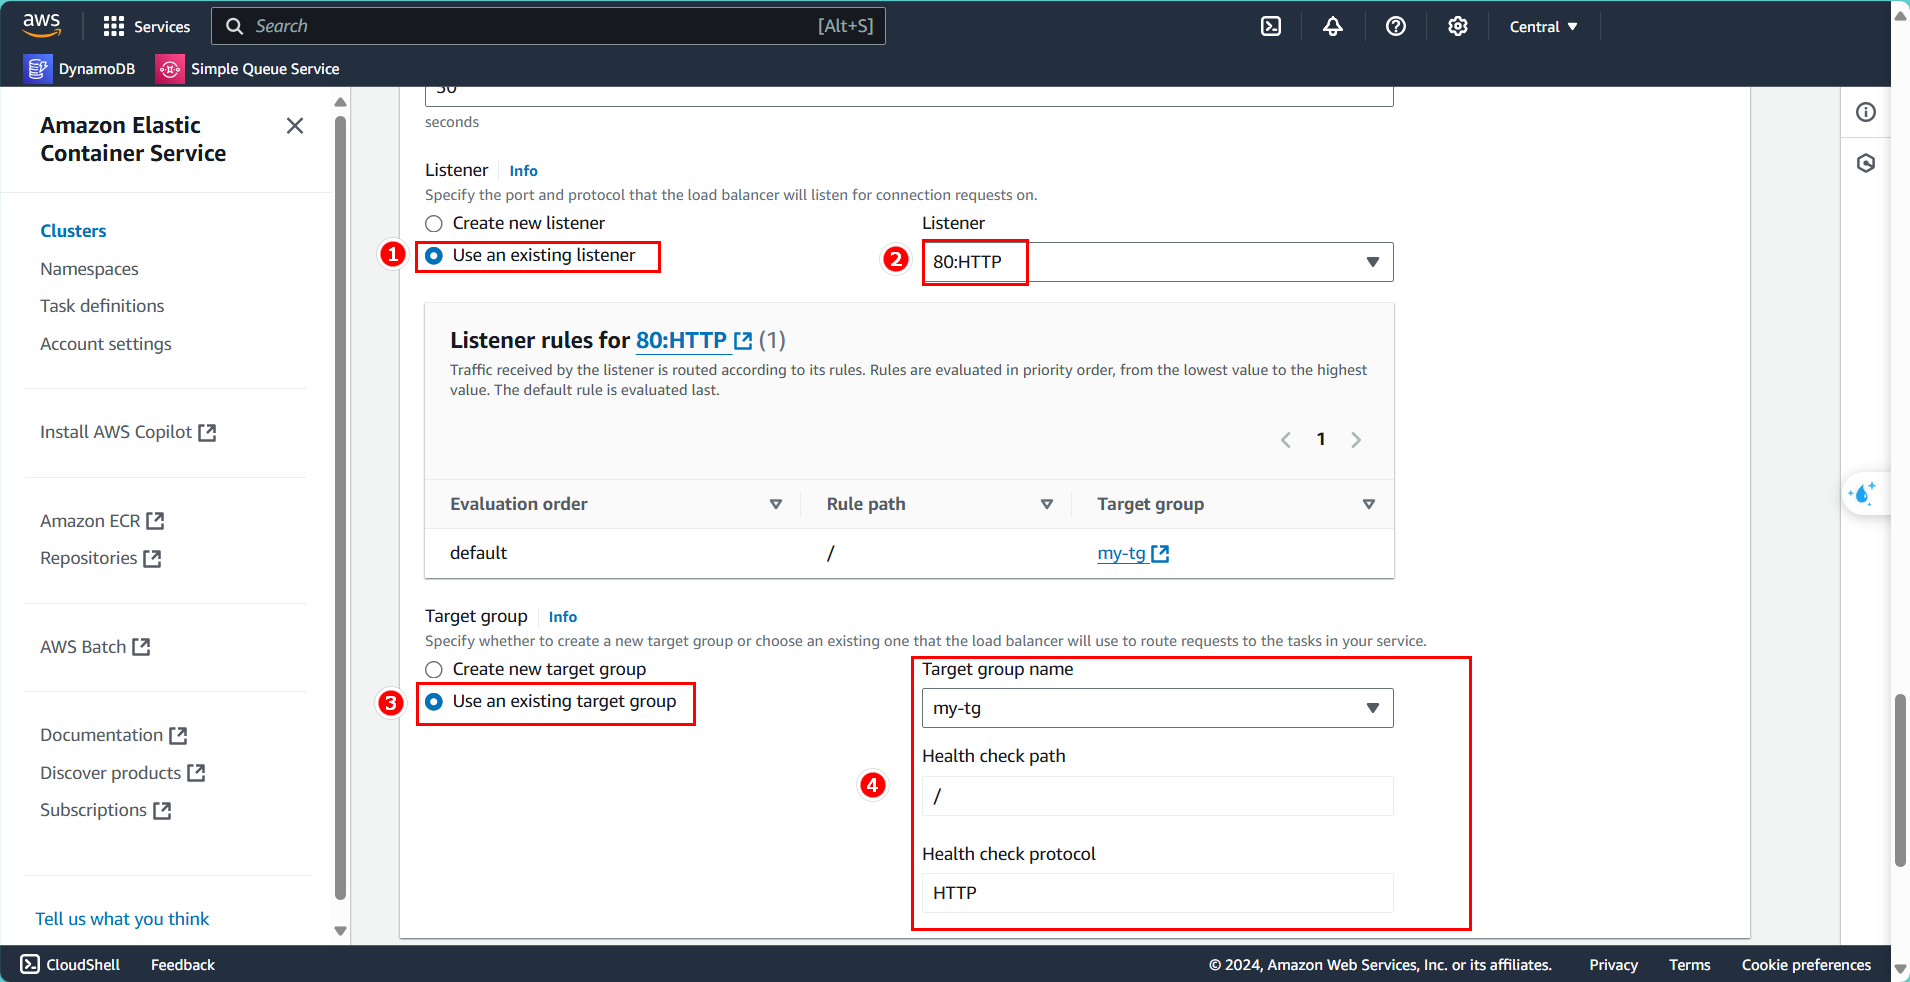 aws
Services
Search
[Alt+S]
Central
DynamoDB
Simple Queue Service
Amazon Elastic
Container Service
Clusters
Namespaces
Task definitions
Account settings
Install AWS Copilot
Amazon ECR
Repositories
AWS Batch
Documentation
Discover products
Subscriptions
Tell us what you think
30
seconds
Listener Info
Specify the port and protocol that the load balancer will listen for connection requests on.
Create new listener
1 Use an existing listener
Listener
2 80:HTTP
Listener rules for 80:HTTP (1)
Traffic received by the listener is routed according to its rules. Rules are evaluated in priority order, from the lowest value to the highest
value. The default rule is evaluated last.
1
Evaluation order Rule path Target group
default / my-tg
Target group Info
Specify whether to create a new target group or choose an existing one that the load balancer will use to route requests to the tasks in your service.
Create new target group
3 Use an existing target group
Target group name
my-tg
Health check path
4 /
Health check protocol
HTTP
CloudShell Feedback
© 2024, Amazon Web Services, Inc. or its affiliates. Privacy Terms Cookie preferences